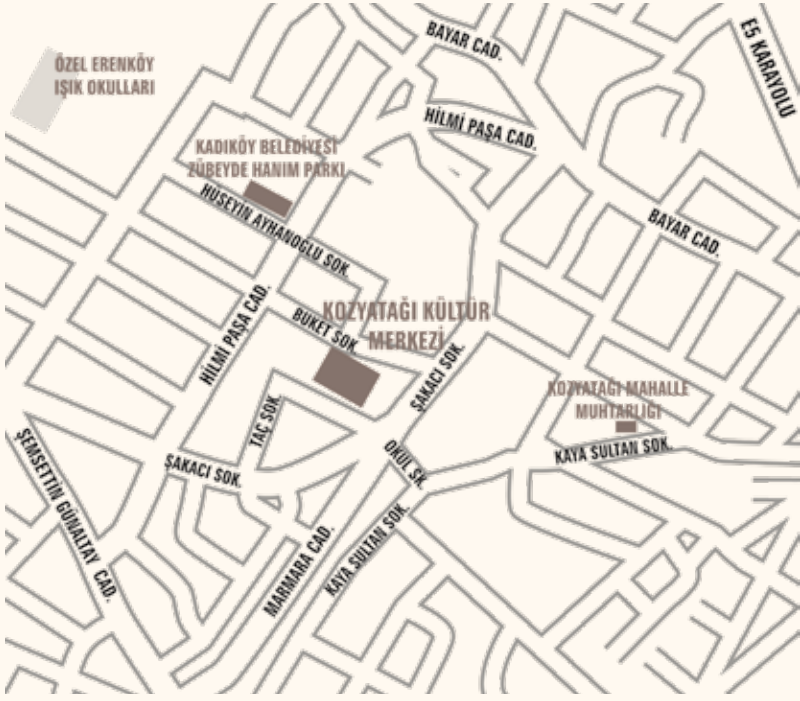 BAYAR CAD.
E5 KARAYOLU
ÖZEL ERENKÖY
IŞIK OKULLARI
HİLMİ PAŞA CAD.
KADIKÖY BELEDİYESİ
ZÜBEYDE HANIM PARKI
HÜSEYİN AYHANOĞLU SOK.
BAYAR CAD.
HİLMİ PAŞA CAD.
BUKET SOK.
KOZYATAĞI KÜLTÜR
MERKEZİ
ŞAKACI SOK.
KOZYATAĞI MAHALLE
MUHTARLIĞI
TAÇ SOK.
KAYA SULTAN SOK.
OKUL SK.
ŞAKACI SOK.
ŞEMSETTİN GÜNALTAY CAD.
MARMARA CAD.
KAYA SULTAN SOK.